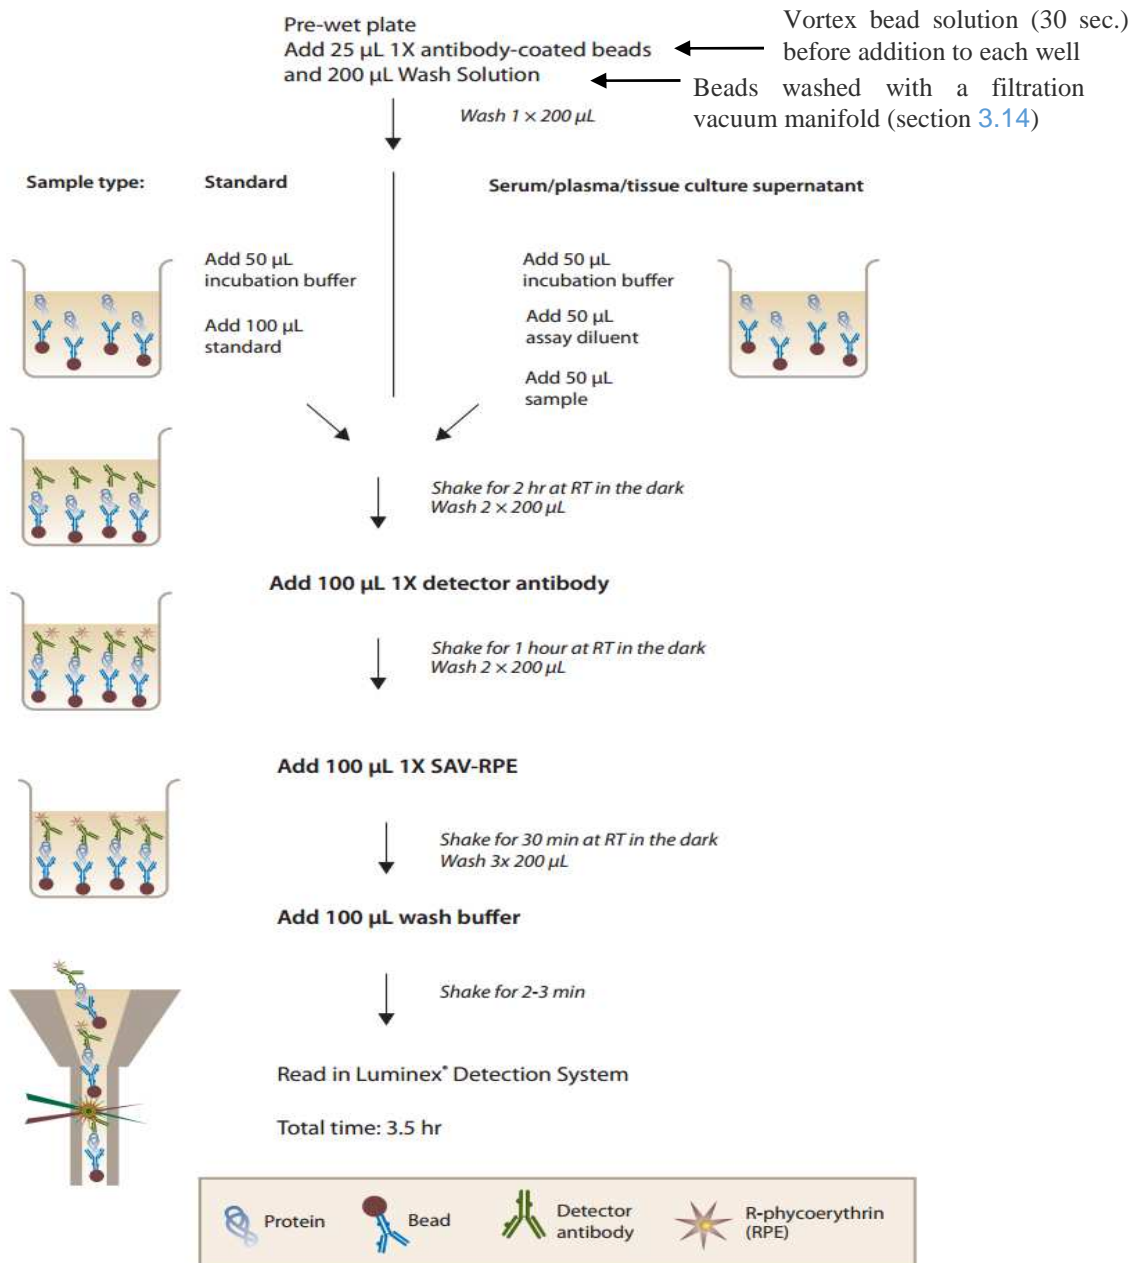 Pre-wet plate
Add 25 µL 1X antibody-coated beads
and 200 µL Wash Solution
Vortex bead solution (30 sec.)
before addition to each well
Beads washed with a filtration
vacuum manifold (section 3.14)
Wash 1 × 200 µL
Sample type:
Standard
Serum/plasma/tissue culture supernatant
Add 50 µL
incubation buffer
Add 100 µL
standard
Add 50 µL
incubation buffer
Add 50 µL
assay diluent
Add 50 µL
sample
Shake for 2 hr at RT in the dark
Wash 2 × 200 µL
Add 100 µL 1X detector antibody
Shake for 1 hour at RT in the dark
Wash 2 × 200 µL
Add 100 µL 1X SAV-RPE
Shake for 30 min at RT in the dark
Wash 3x 200 µL
Add 100 µL wash buffer
Shake for 2-3 min
Read in Luminex* Detection System
Total time: 3.5 hr
Protein
Bead
Detector
antibody
R-phycoerythrin
(RPE)